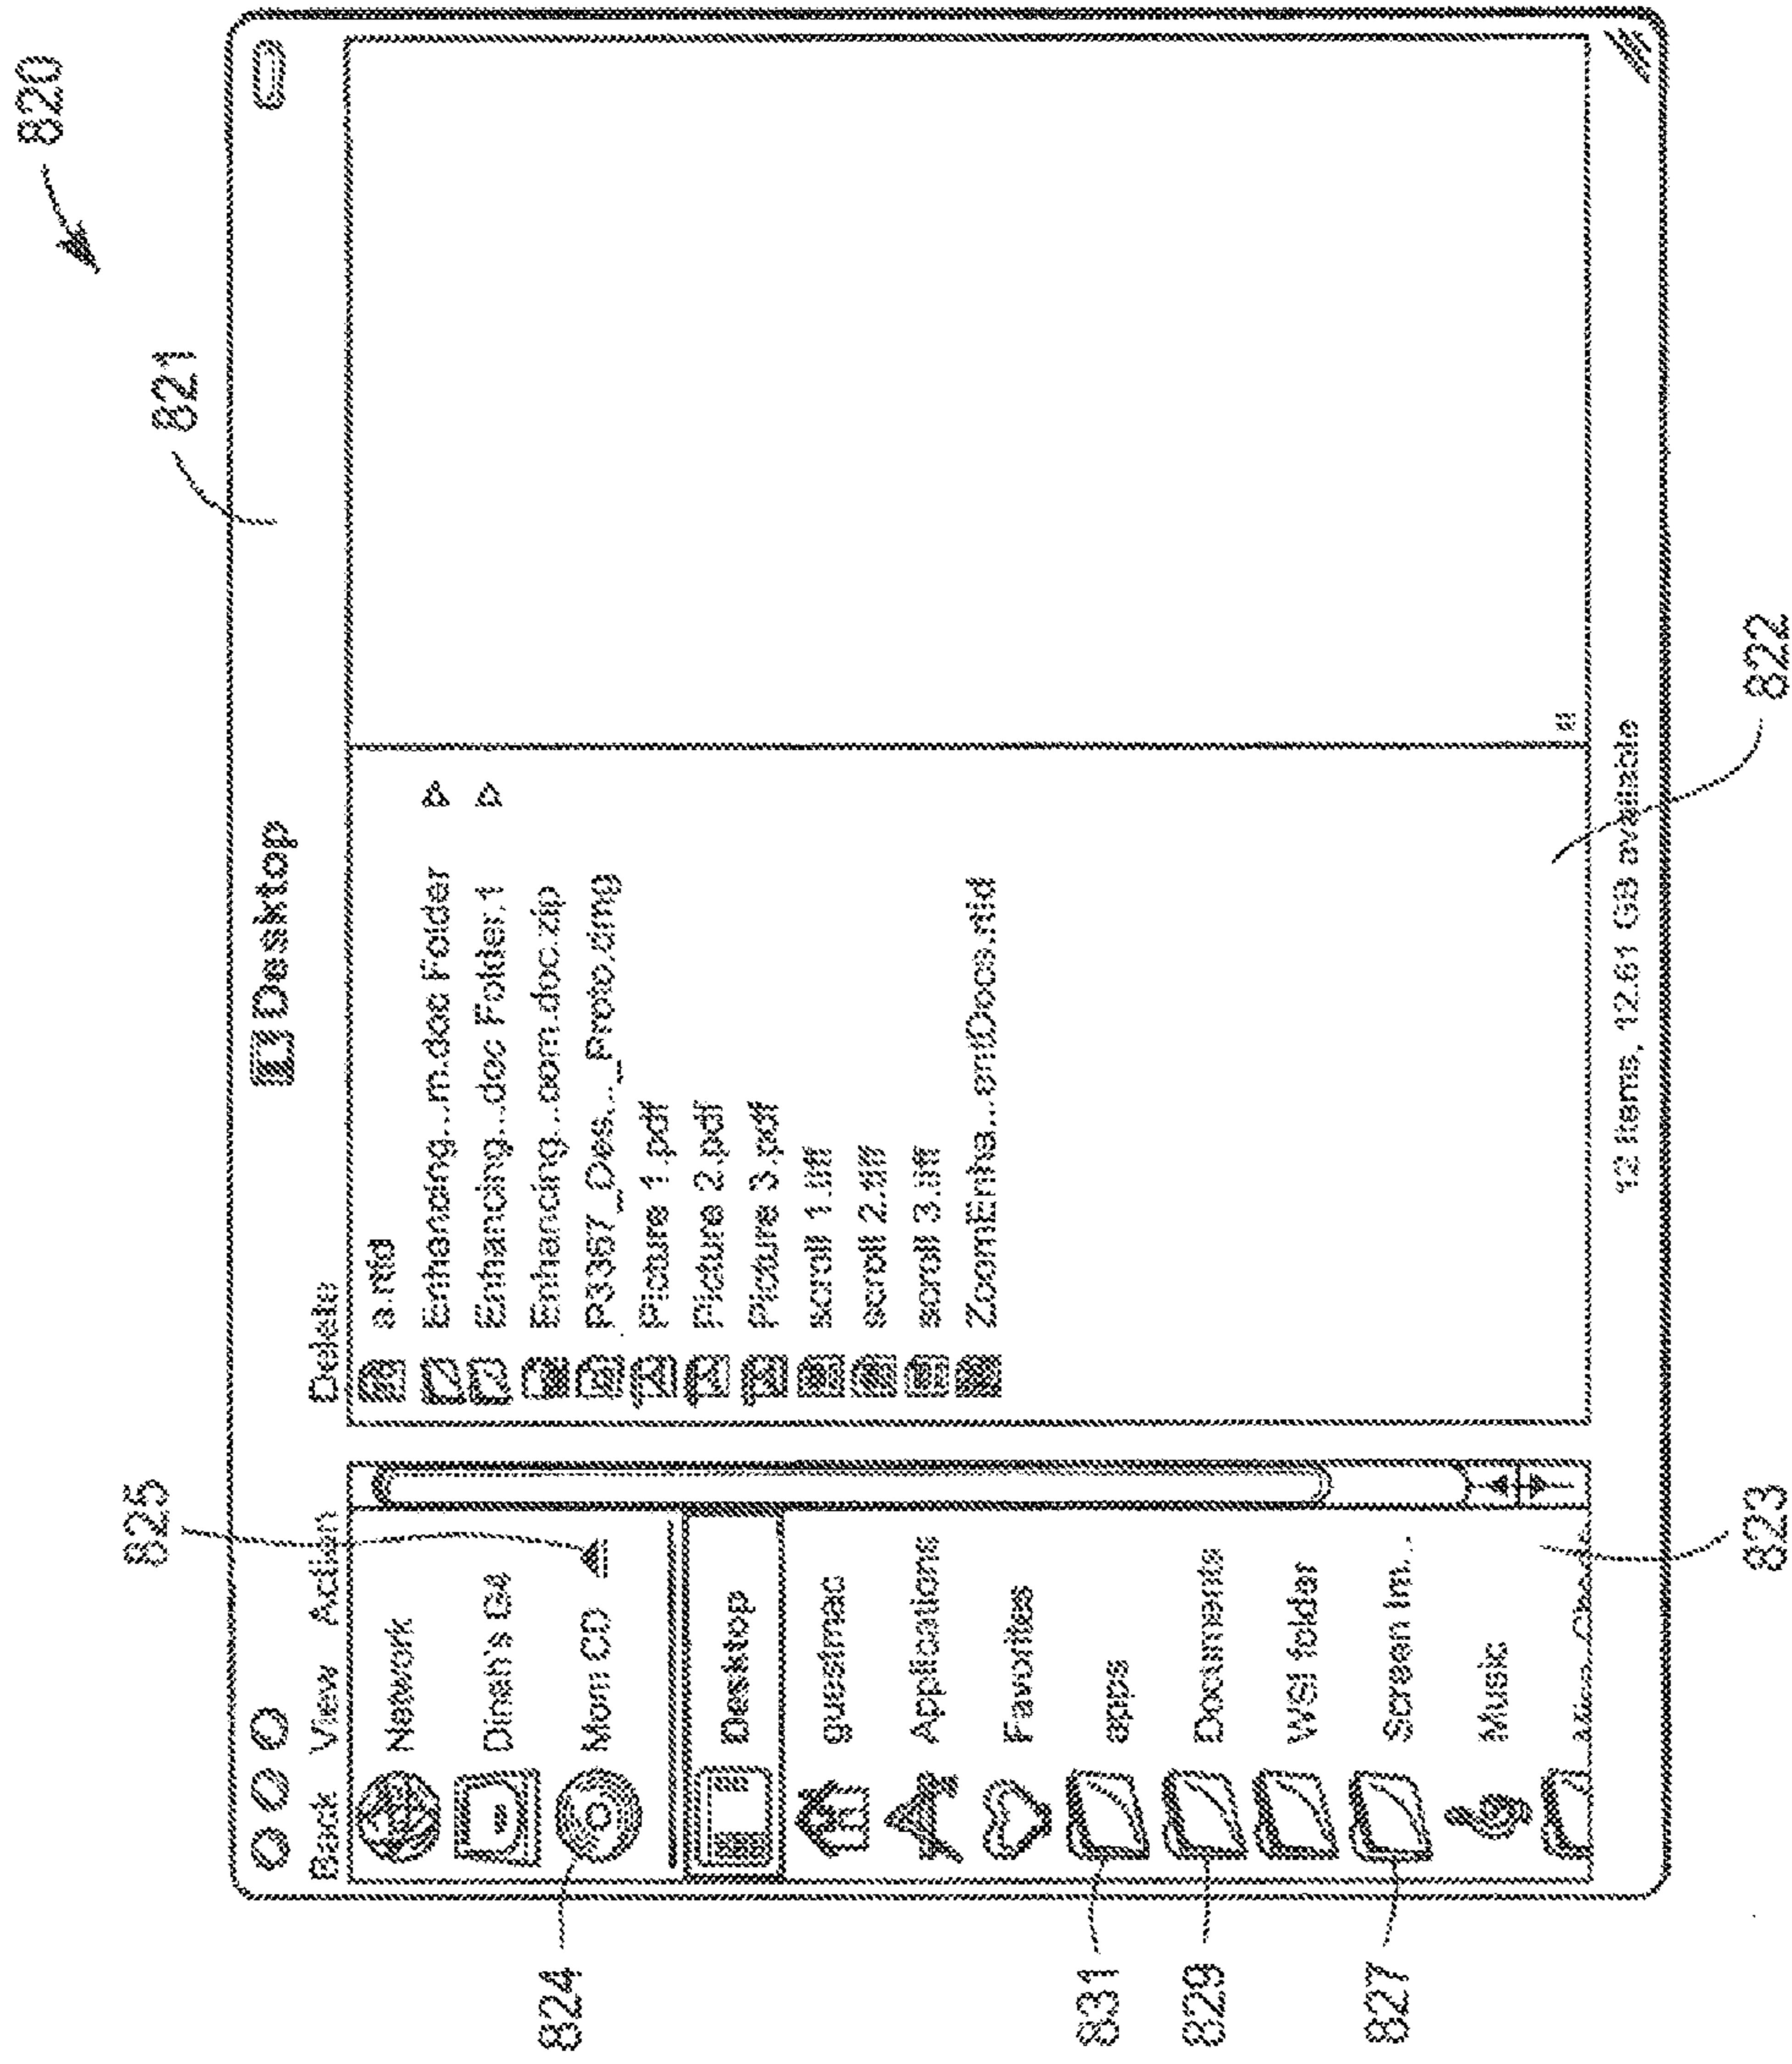 820
821
Desktop
Back View Action
Delete
825
Network
Dinah's G4
Mom CD
824
Desktop
guestmac
Applications
Favorites
apps
831
Documents
829
WSI folder
Screen Im...
827
Music
823
a.rtfd
Enhancing...m.doc Folder
Enhancing...doc Folder.1
Enhancing...om.doc.zip
P3367_Des..._Proto.dmg
Picture 1.pdf
Picture 2.pdf
Picture 3.pdf
scroll 1.tiff
scroll 2.tiff
scroll 3.tiff
ZoomEnha...entDocs.rtfd
822
12 items, 12.61 GB available